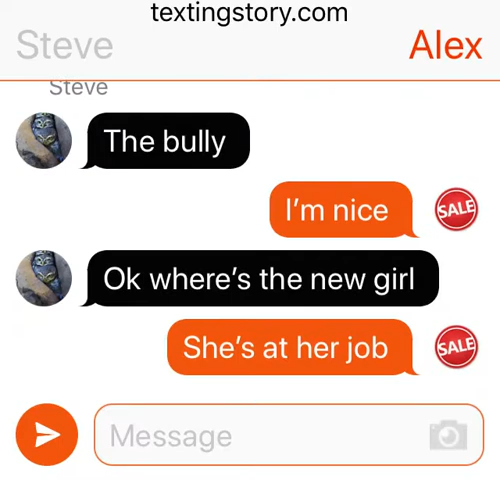 textingstory.com
Steve
Alex
Steve
The bully
I'm nice
SALE
Ok where's the new girl
She's at her job
SALE
Message